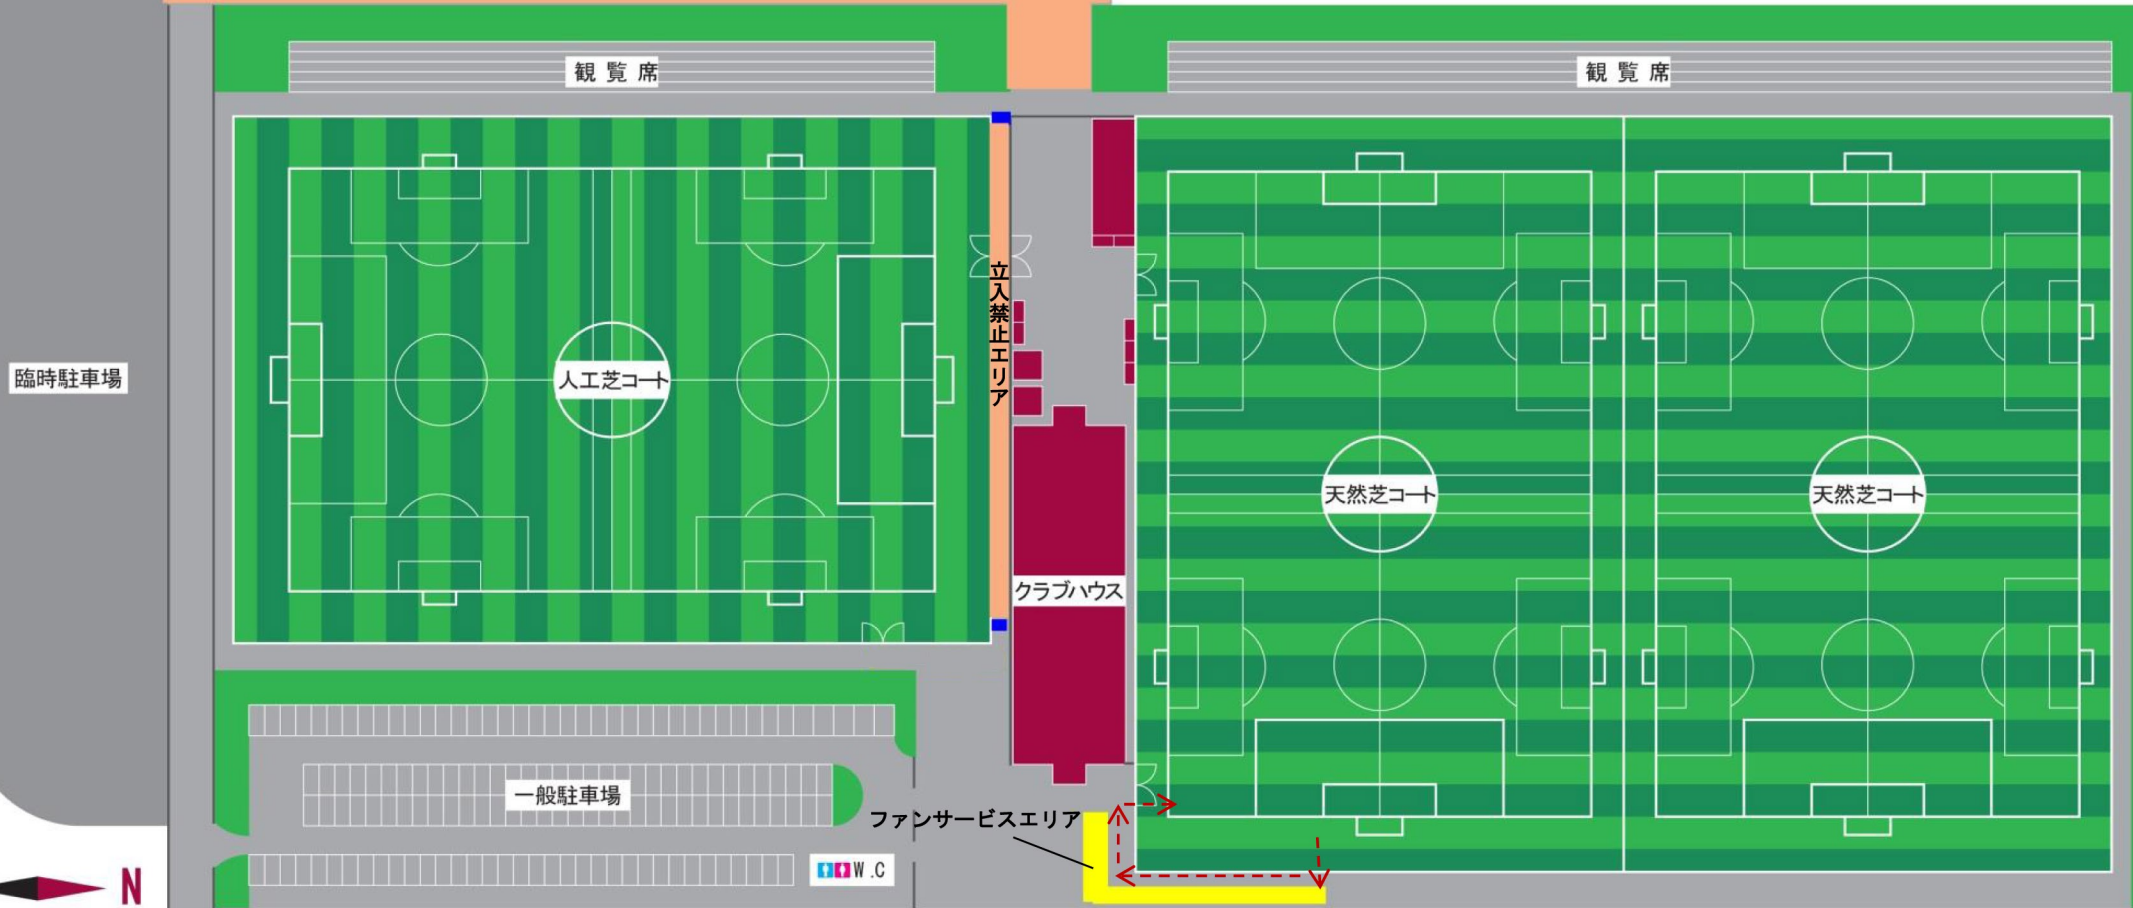 観覧席
観覧席
立入禁止エリア
臨時駐車場
人工芝コート
天然芝コート
天然芝コート
クラブハウス
一般駐車場
ファンサービスエリア
W.C
N